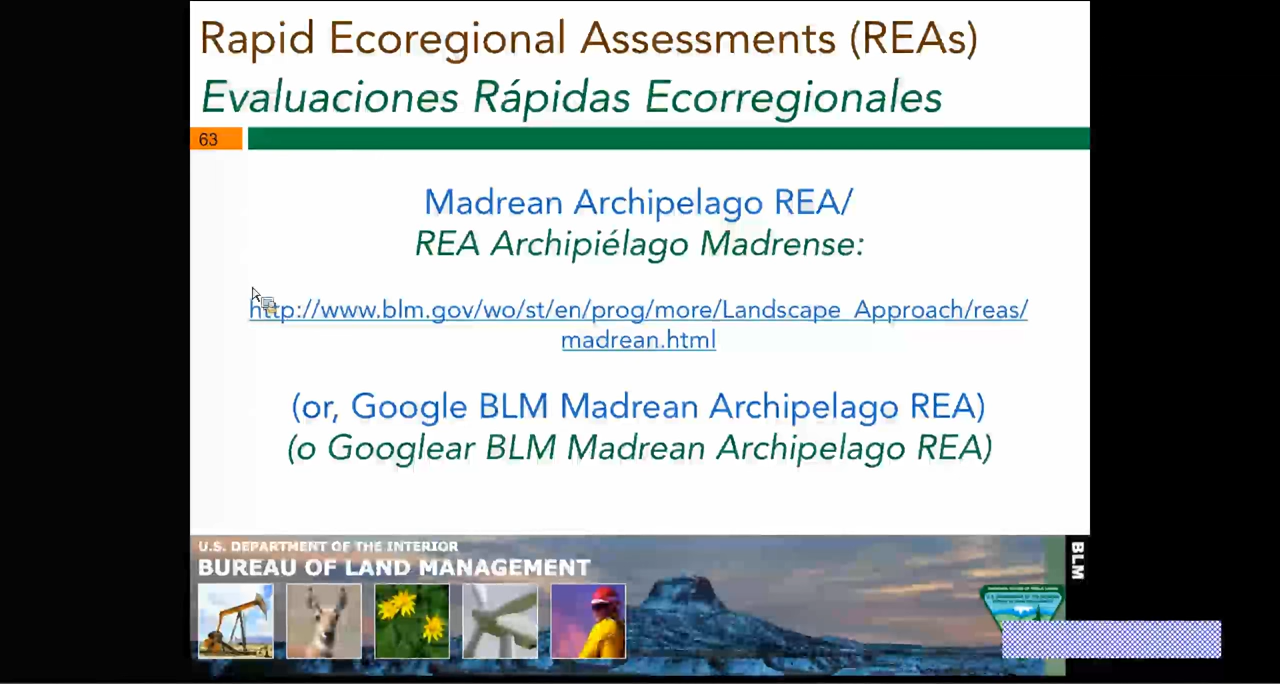 Rapid Ecoregional Assessments (REAs)
Evaluaciones Rápidas Ecorregionales
63
Madrean Archipelago REA/
REA Archipiélago Madrense:
http://www.blm.gov/wo/st/en/prog/more/Landscape_Approach/reas/
madrean.html
(or, Google BLM Madrean Archipelago REA)
(o Googlear BLM Madrean Archipelago REA)
U.S. DEPARTMENT OF THE INTERIOR
BUREAU OF LAND MANAGEMENT
BLM